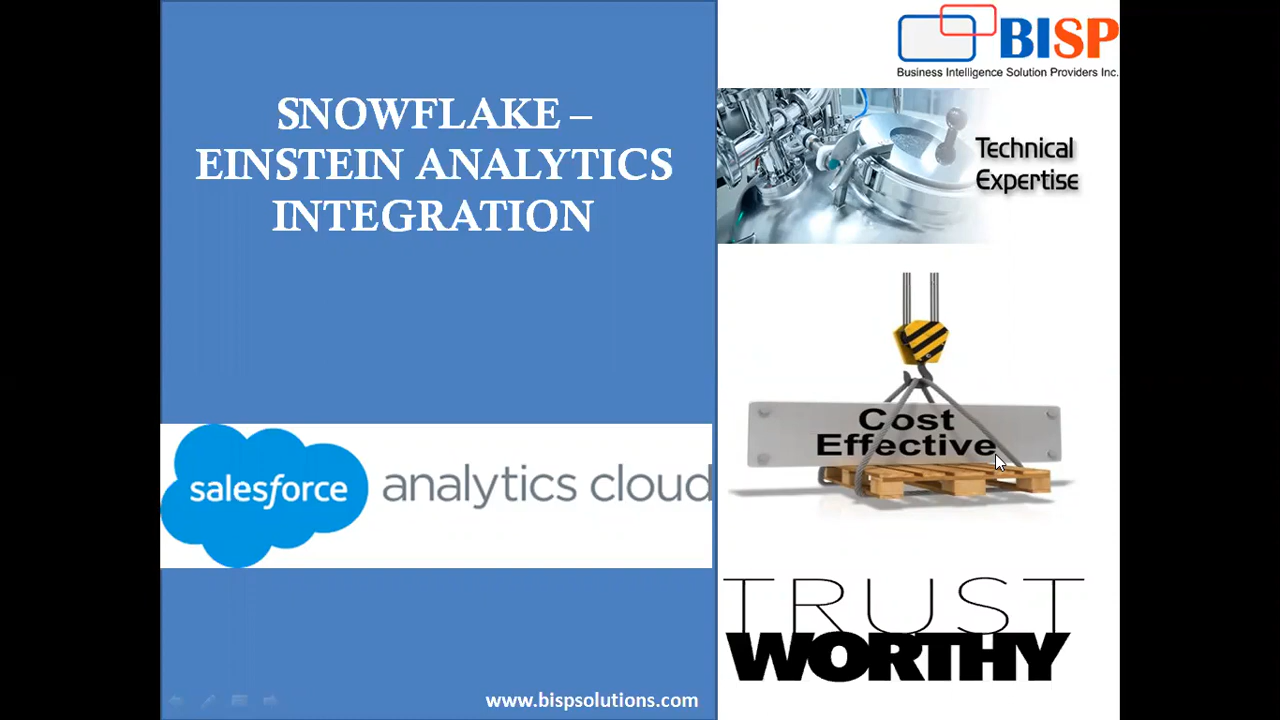 SNOWFLAKE –
EINSTEIN ANALYTICS
INTEGRATION
salesforce
analytics cloud
www.bispsolutions.com
BISP
Business Intelligence Solution Providers Inc.
Technical
Expertise
Cost
Effective
TRUST
WORTHY